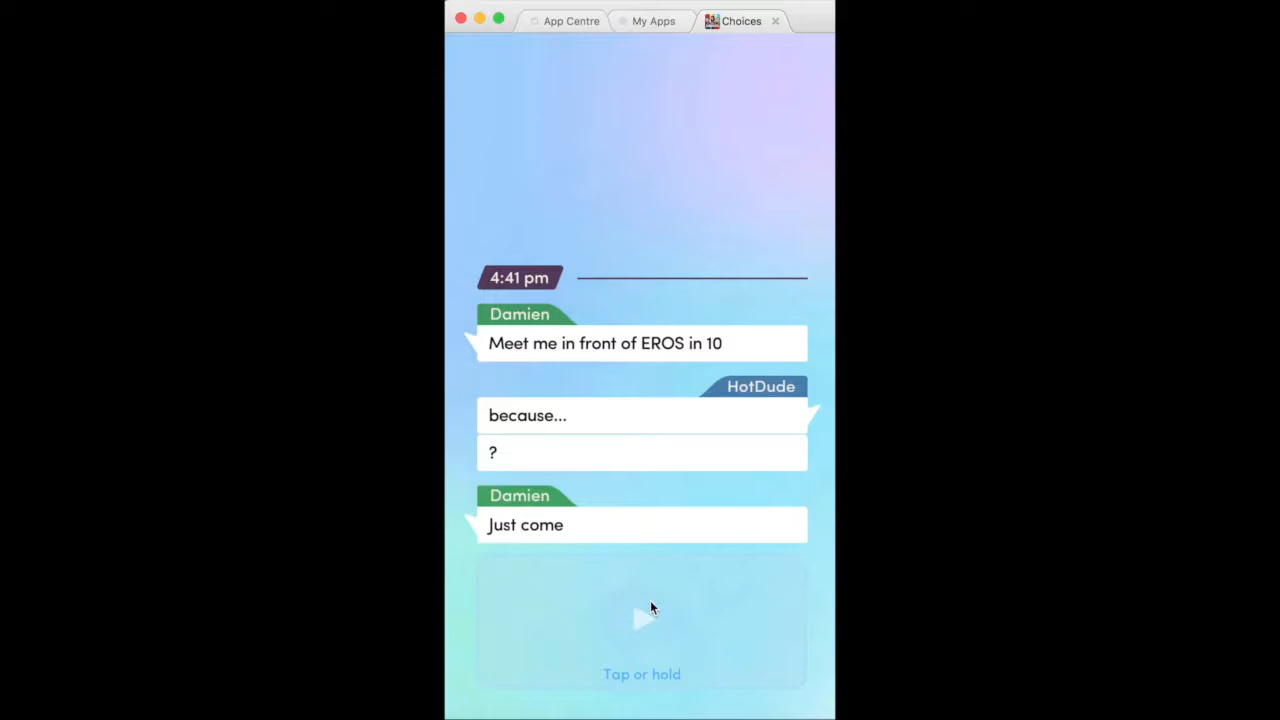 App Centre
My Apps
Choices
4:41 pm
Damien
Meet me in front of EROS in 10
HotDude
because...
?
Damien
Just come
Tap or hold